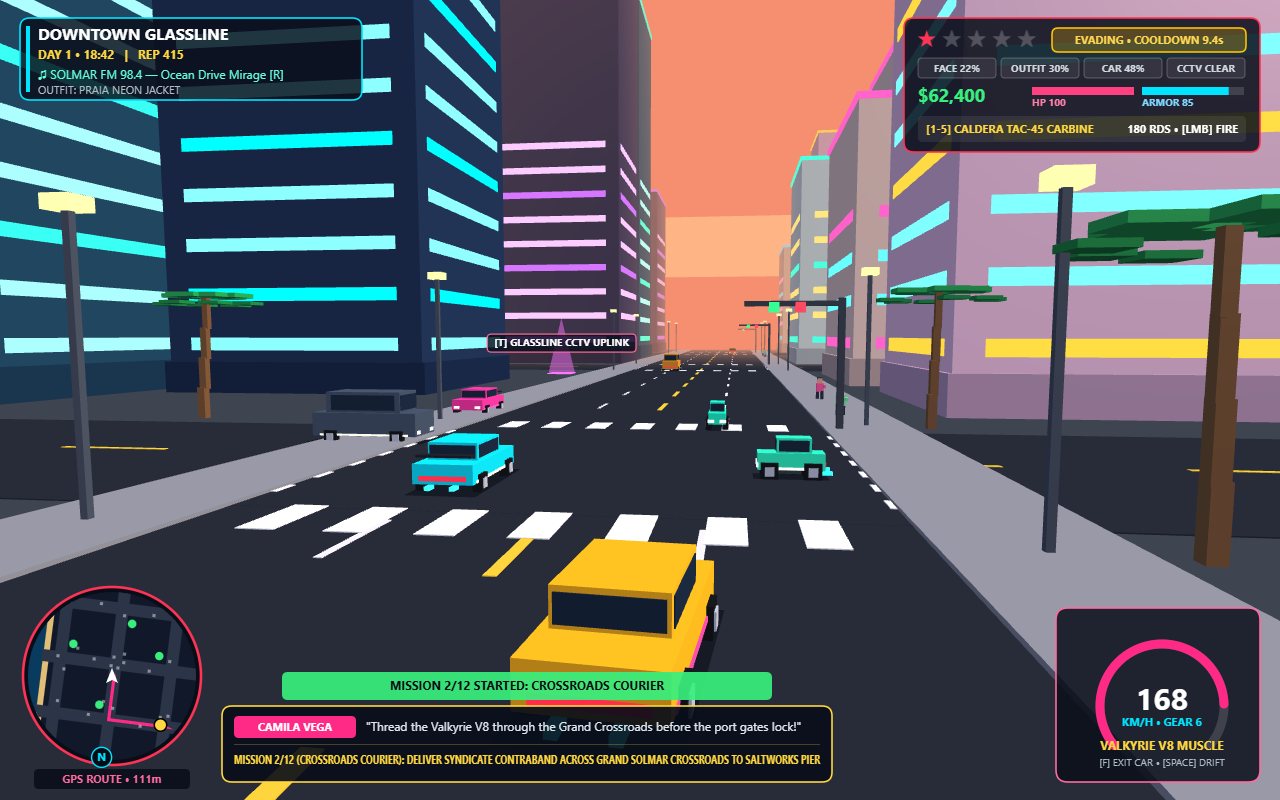 DOWNTOWN GLASSLINE
DAY 1 • 18:42 | REP 415
♫ SOLMAR FM 98.4 — Ocean Drive Mirage [R]
OUTFIT: PRAIA NEON JACKET
★★★★★ EVADING • COOLDOWN 9.4s
FACE 22% OUTFIT 30% CAR 48% CCTV CLEAR
$62,400
HP 100 ARMOR 85
[1-5] CALDERA TAC-45 CARBINE 180 RDS • [LMB] FIRE
[T] GLASSLINE CCTV UPLINK
MISSION 2/12 STARTED: CROSSROADS COURIER
CAMILA VEGA "Thread the Valkyrie V8 through the Grand Crossroads before the port gates lock!"
MISSION 2/12 (CROSSROADS COURIER): DELIVER SYNDICATE CONTRABAND ACROSS GRAND SOLMAR CROSSROADS TO SALTWORKS PIER
N
GPS ROUTE • 111m
168
KM/H • GEAR 6
VALKYRIE V8 MUSCLE
[F] EXIT CAR • [SPACE] DRIFT